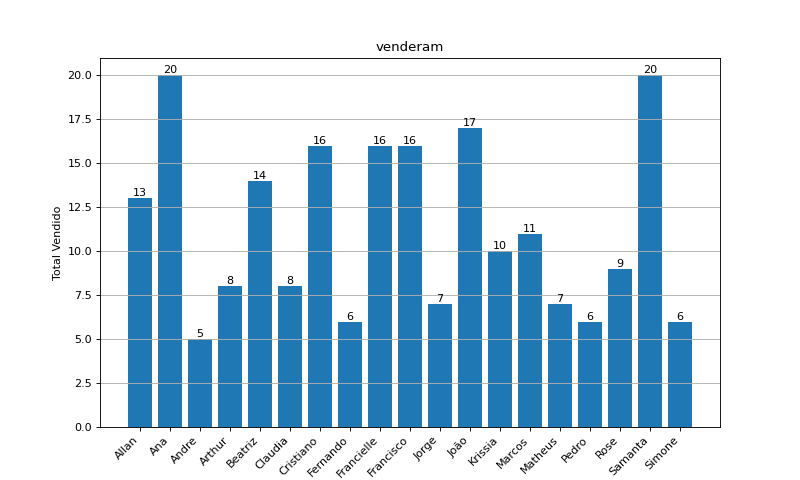 venderam
Total Vendido
20.0
17.5
15.0
12.5
10.0
7.5
5.0
2.5
0.0
13
20
5
8
14
8
16
6
16
16
7
17
10
11
7
6
9
20
6
Allan
Ana
Andre
Arthur
Beatriz
Claudia
Cristiano
Fernando
Francielle
Francisco
Jorge
João
Krissia
Marcos
Matheus
Pedro
Rose
Samanta
Simone